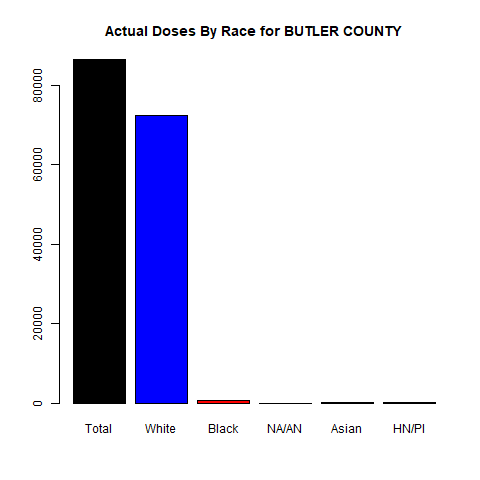 Actual Doses By Race for BUTLER COUNTY
80000
60000
40000
20000
0
Total White Black NA/AN Asian HN/PI